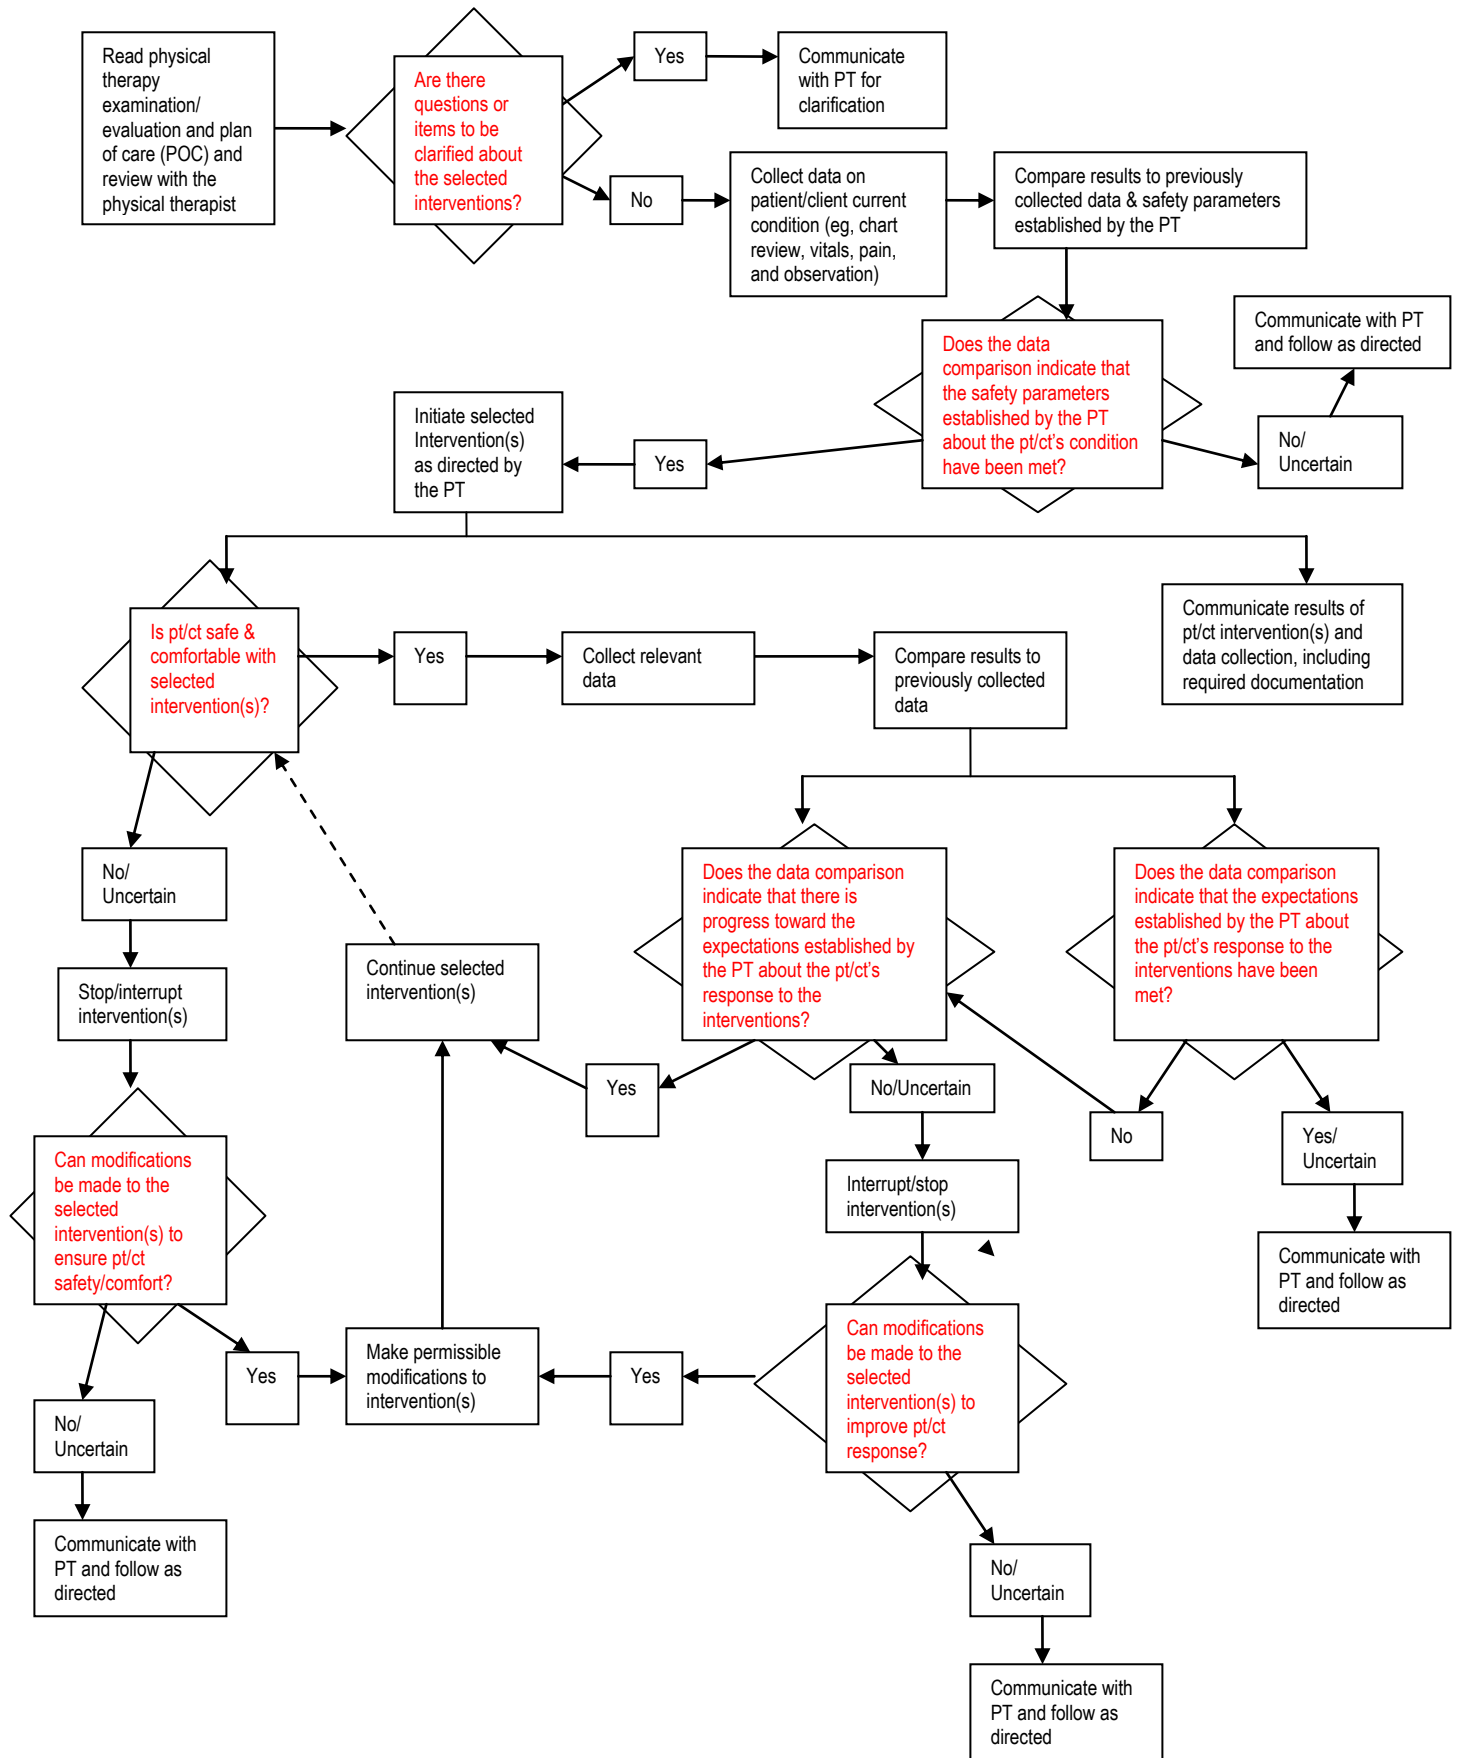 Read physical
therapy
examination/
evaluation and plan
of care (POC) and
review with the
physical therapist
Are there
questions or
items to be
clarified about
the selected
interventions?
Yes
Communicate
with PT for
clarification
No
Collect data on
patient/client current
condition (eg, chart
review, vitals, pain,
and observation)
Compare results to previously
collected data & safety parameters
established by the PT
Does the data
comparison indicate that
the safety parameters
established by the PT
about the pt/ct’s condition
have been met?
Communicate with PT
and follow as directed
No/
Uncertain
Yes
Initiate selected
Intervention(s)
as directed by
the PT
Is pt/ct safe &
comfortable with
selected
intervention(s)?
Yes
Collect relevant
data
Compare results to
previously collected
data
Communicate results of
pt/ct intervention(s) and
data collection, including
required documentation
No/
Uncertain
Stop/interrupt
intervention(s)
Continue selected
intervention(s)
Does the data comparison
indicate that there is
progress toward the
expectations established by
the PT about the pt/ct’s
response to the
interventions?
Does the data comparison
indicate that the expectations
established by the PT about
the pt/ct’s response to the
interventions have been
met?
Yes
No/Uncertain
No
Yes/
Uncertain
Interrupt/stop
intervention(s)
Communicate with
PT and follow as
directed
Can modifications
be made to the
selected
intervention(s) to
ensure pt/ct
safety/comfort?
Yes
Make permissible
modifications to
intervention(s)
Yes
Can modifications
be made to the
selected
intervention(s) to
improve pt/ct
response?
No/
Uncertain
Communicate with
PT and follow as
directed
No/
Uncertain
Communicate with
PT and follow as
directed